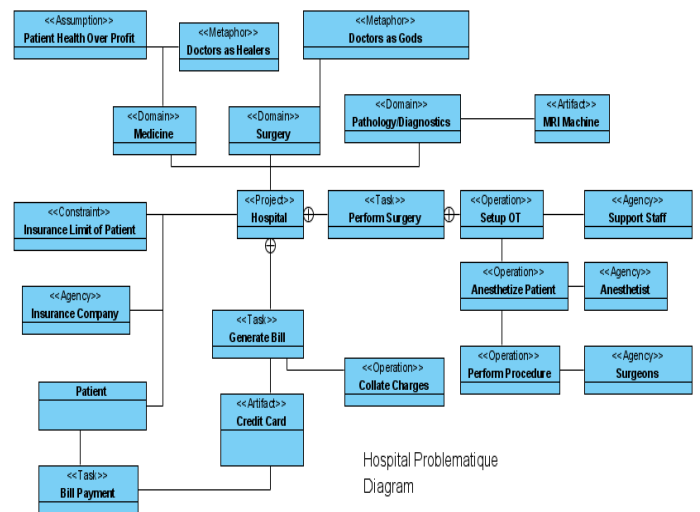 <<Assumption>>
Patient Health Over Profit
<<Metaphor>>
Doctors as Healers
<<Metaphor>>
Doctors as Gods
<<Domain>>
Medicine
<<Domain>>
Surgery
<<Domain>>
Pathology/Diagnostics
<<Artifact>>
MRI Machine
<<Constraint>>
Insurance Limit of Patient
<<Project>>
Hospital
<<Task>>
Perform Surgery
<<Operation>>
Setup OT
<<Agency>>
Support Staff
<<Agency>>
Insurance Company
<<Operation>>
Anesthetize Patient
<<Agency>>
Anesthetist
<<Task>>
Generate Bill
<<Operation>>
Collate Charges
<<Operation>>
Perform Procedure
<<Agency>>
Surgeons
Patient
<<Artifact>>
Credit Card
<<Task>>
Bill Payment
Hospital Problematique
Diagram